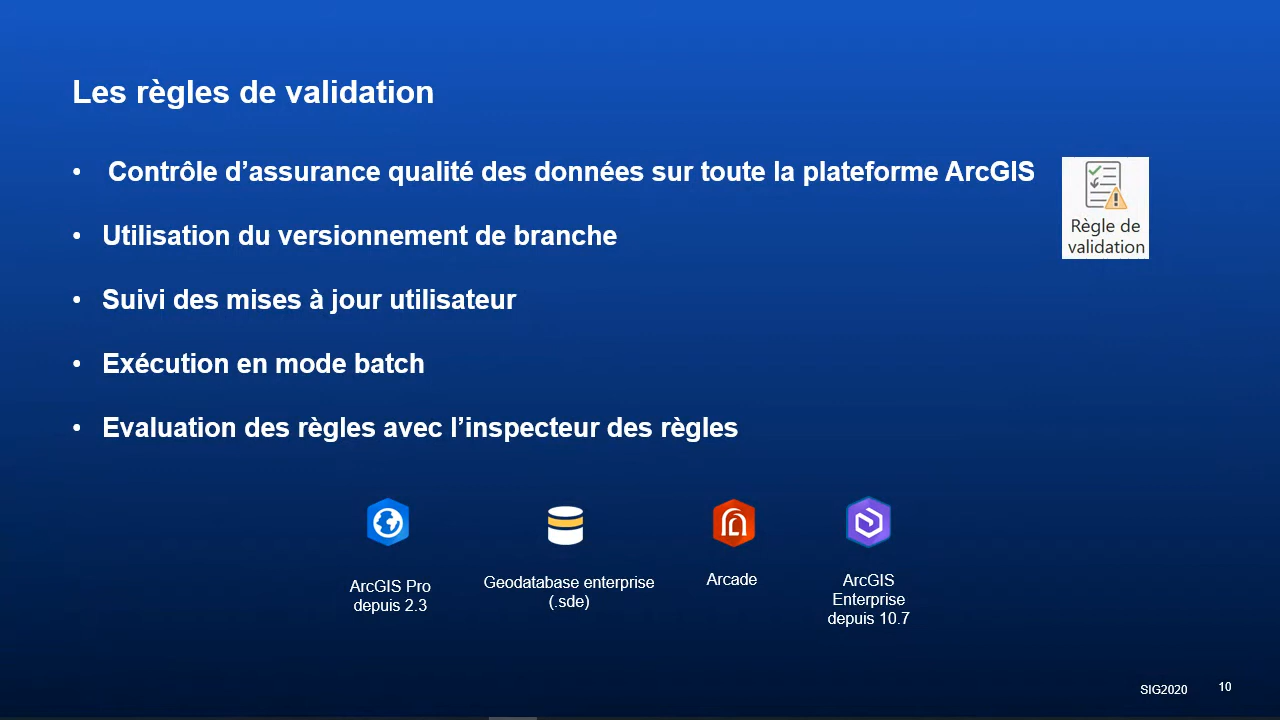 Les règles de validation
• Contrôle d’assurance qualité des données sur toute la plateforme ArcGIS
Règle de
validation
• Utilisation du versionnement de branche
• Suivi des mises à jour utilisateur
• Exécution en mode batch
• Evaluation des règles avec l’inspecteur des règles
ArcGIS Pro
depuis 2.3
Geodatabase enterprise
(.sde)
Arcade
ArcGIS
Enterprise
depuis 10.7
SIG2020
10